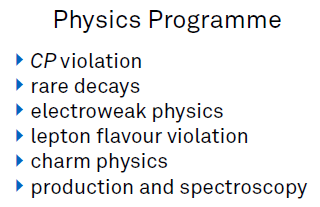 Physics Programme
CP violation
rare decays
electroweak physics
lepton flavour violation
charm physics
production and spectroscopy